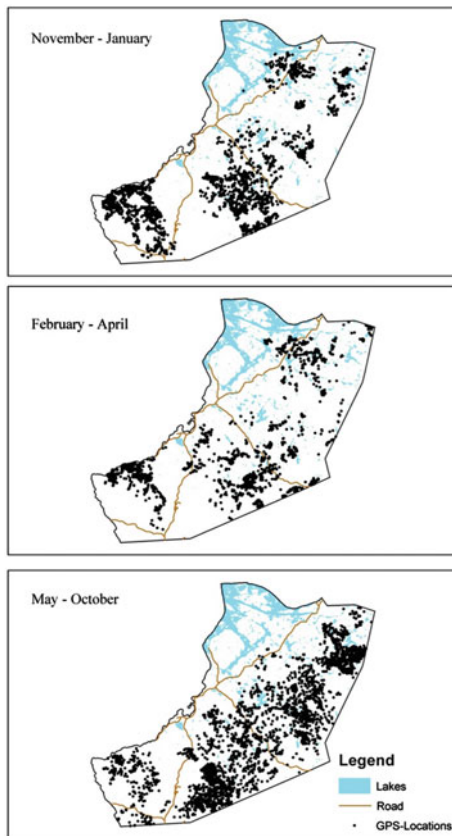 November - January
February - April
May - October
Legend
Lakes
Road
GPS-Locations